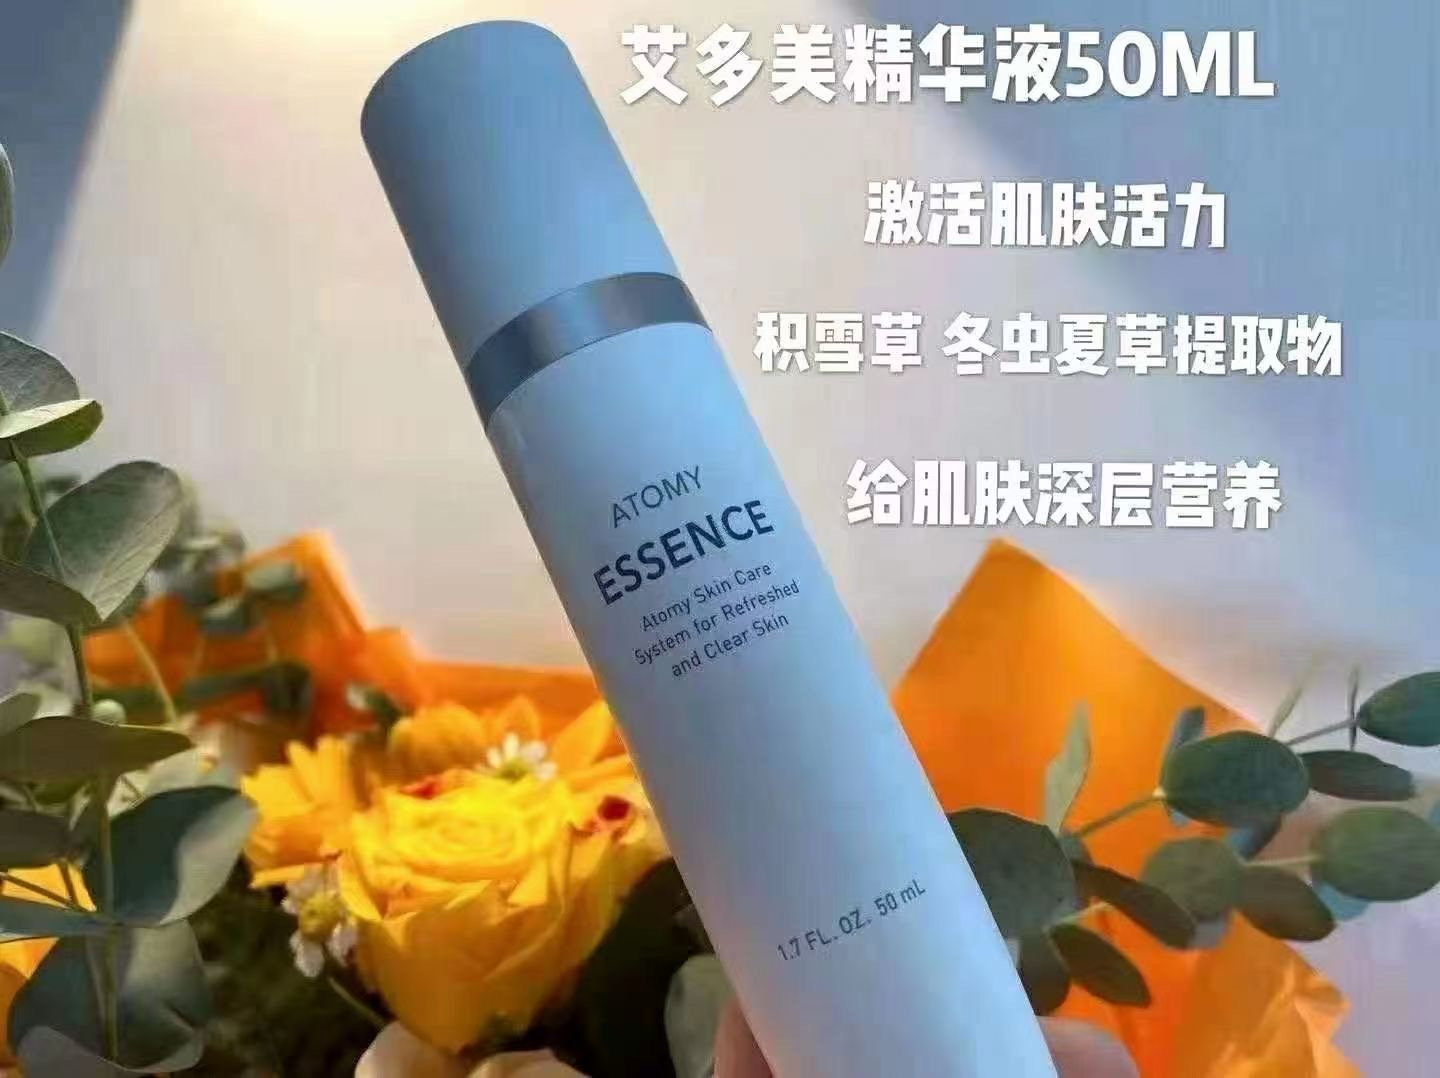 艾多美精华液50ML
激活肌肤活力
积雪草 冬虫夏草提取物
给肌肤深层营养
ATOMY
ESSENCE
Atomy Skin Care
System for Refreshed
and Clear Skin
1.7 FL. OZ. 50 mL